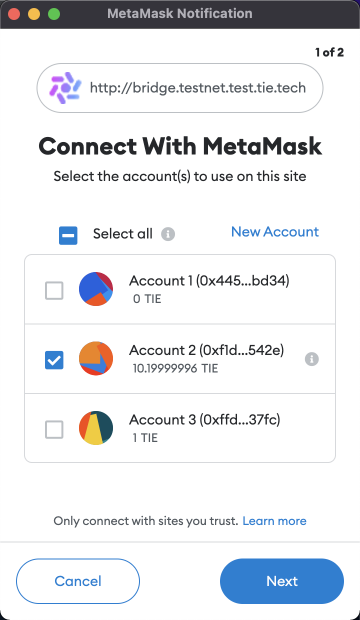 MetaMask Notification
1 of 2
http://bridge.testnet.test.tie.tech
Connect With MetaMask
Select the account(s) to use on this site
Select all
New Account
Account 1 (0x445...bd34)
0 TIE
Account 2 (0xf1d...542e)
10.19999996 TIE
Account 3 (0xffd...37fc)
1 TIE
Only connect with sites you trust. Learn more
Cancel
Next